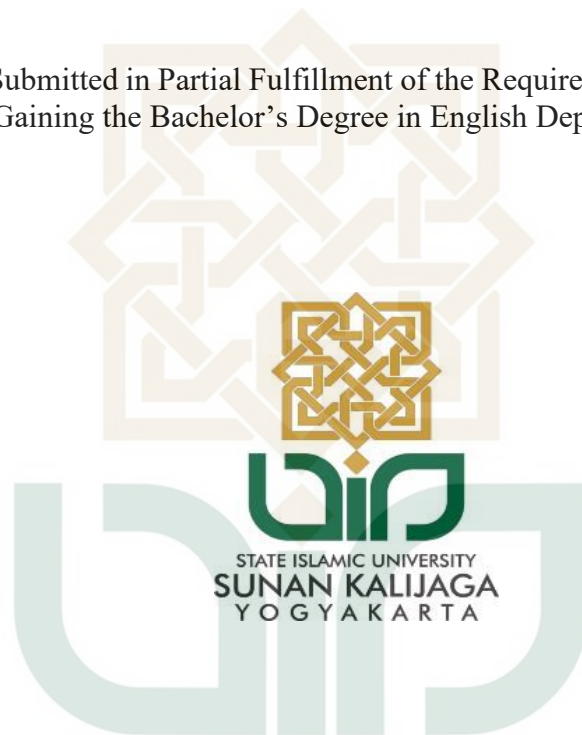 Submitted in Partial Fulfillment of the Require
Gaining the Bachelor's Degree in English Dep
uin
STATE ISLAMIC UNIVERSITY
SUNAN KALIJAGA
YOGYAKARTA